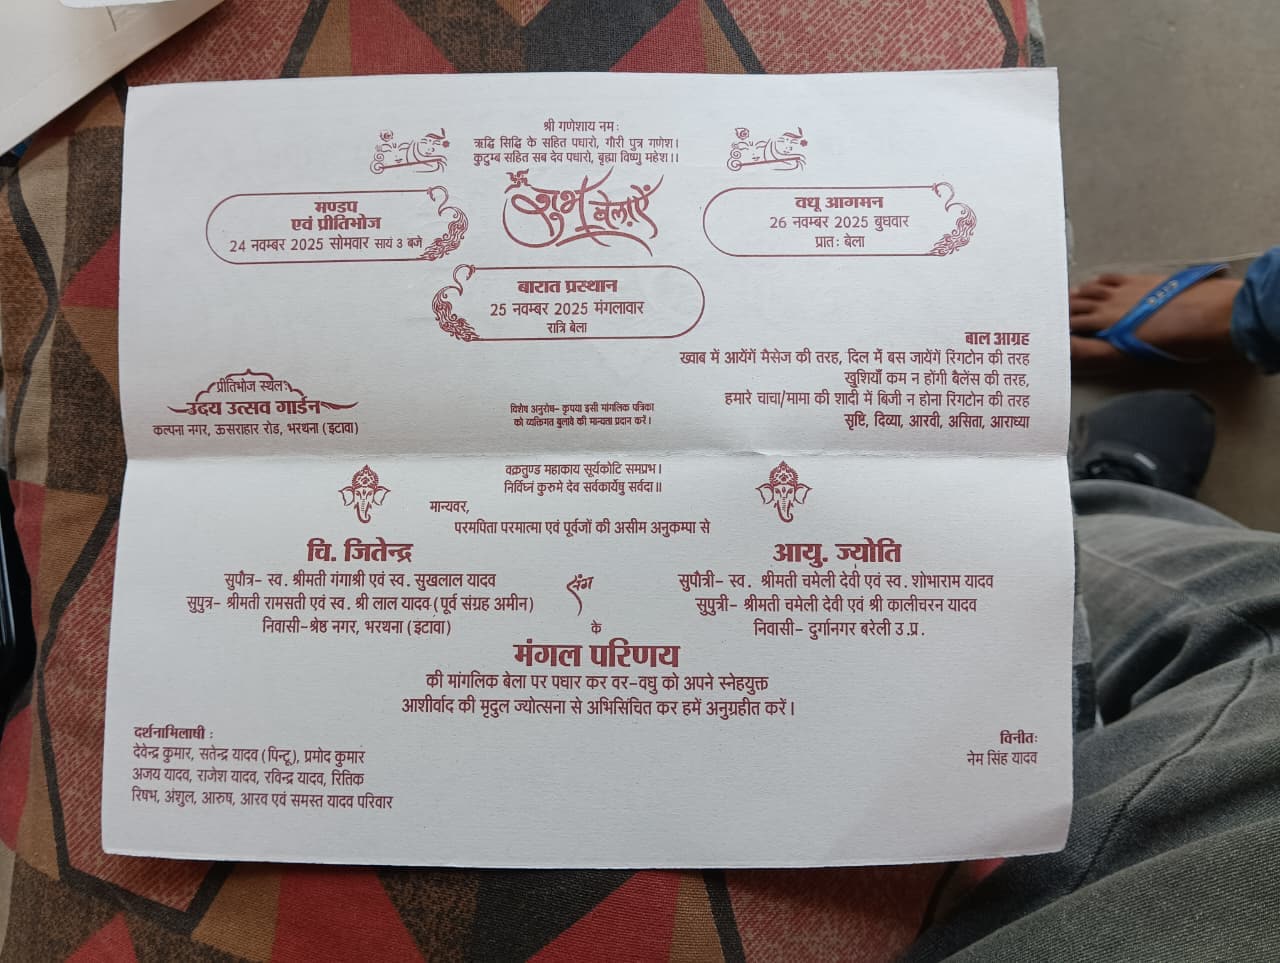 श्री गणेशाय नमः
ऋद्धि सिद्धि के सहित पधारो, गौरी पुत्र गणेश।
कुटुम्ब सहित सब देव पधारो, बृह्मा विष्णु महेश।।
शुभ बेलाऐं
मण्डप
एवं प्रीतिभोज
24 नवम्बर 2025 सोमवार सायं 3 बजे
वधू आगमन
26 नवम्बर 2025 बुधवार
प्रातः बेला
बारात प्रस्थान
25 नवम्बर 2025 मंगलावार
रात्रि बेला
बाल आग्रह
ख्वाब में आयेंगें मैसेज की तरह, दिल में बस जायेंगें रिगटोन की तरह
खुशियाँ कम न होंगी बैलेंस की तरह,
हमारे चाचा/मामा की शादी में बिजी न होना रिगटोन की तरह
सृष्टि, दिव्या, आरवी, असिता, आराध्या
प्रीतिभोज स्थलः
उदय उत्सव गार्डन
कल्पना नगर, ऊसराहार रोड, भरथना (इटावा)
विशेष अनुरोध- कृपया इसी मांगलिक पत्रिका
को व्यक्तिगत बुलावे की मान्यता प्रदान करें।
वक्रतुण्ड महाकाय सूर्यकोटि समप्रभ।
निर्विघ्नं कुरुमे देव सर्वकार्येषु सर्वदा॥
मान्यवर,
परमपिता परमात्मा एवं पूर्वजों की असीम अनुकम्पा से
चि. जितेन्द्र
सुपौत्र- स्व. श्रीमती गंगाश्री एवं स्व. सुखलाल यादव
सुपुत्र- श्रीमती रामसती एवं स्व. श्री लाल यादव (पूर्व संग्रह अमीन)
निवासी-श्रेष्ठ नगर, भरथना (इटावा)
संग
आयु. ज्योति
सुपौत्री- स्व. श्रीमती चमेली देवी एवं स्व. शोभाराम यादव
सुपुत्री- श्रीमती चमेली देवी एवं श्री कालीचरन यादव
निवासी- दुर्गानगर बरेली उ.प्र.
के
मंगल परिणय
की मांगलिक बेला पर पधार कर वर-वधु को अपने स्नेहयुक्त
आशीर्वाद की मृदुल ज्योत्सना से अभिसिंचित कर हमें अनुग्रहीत करें।
दर्शनाभिलाषी :
देवेन्द्र कुमार, सतेन्द्र यादव (पिन्टू), प्रमोद कुमार
अजय यादव, राजेश यादव, रविन्द्र यादव, रितिक
रिषभ, अंशुल, आरुष, आरव एवं समस्त यादव परिवार
विनीतः
नेम सिंह यादव